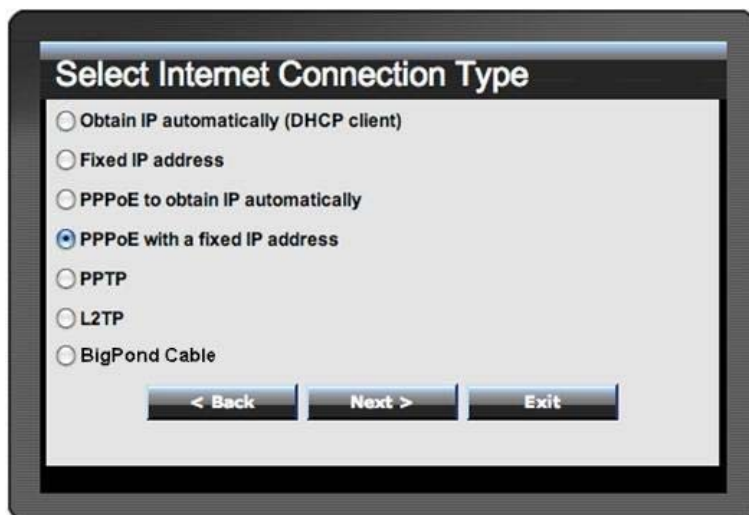 Select Internet Connection Type
Obtain IP automatically (DHCP client)
Fixed IP address
PPPoE to obtain IP automatically
PPPoE with a fixed IP address
PPTP
L2TP
BigPond Cable
< Back Next > Exit